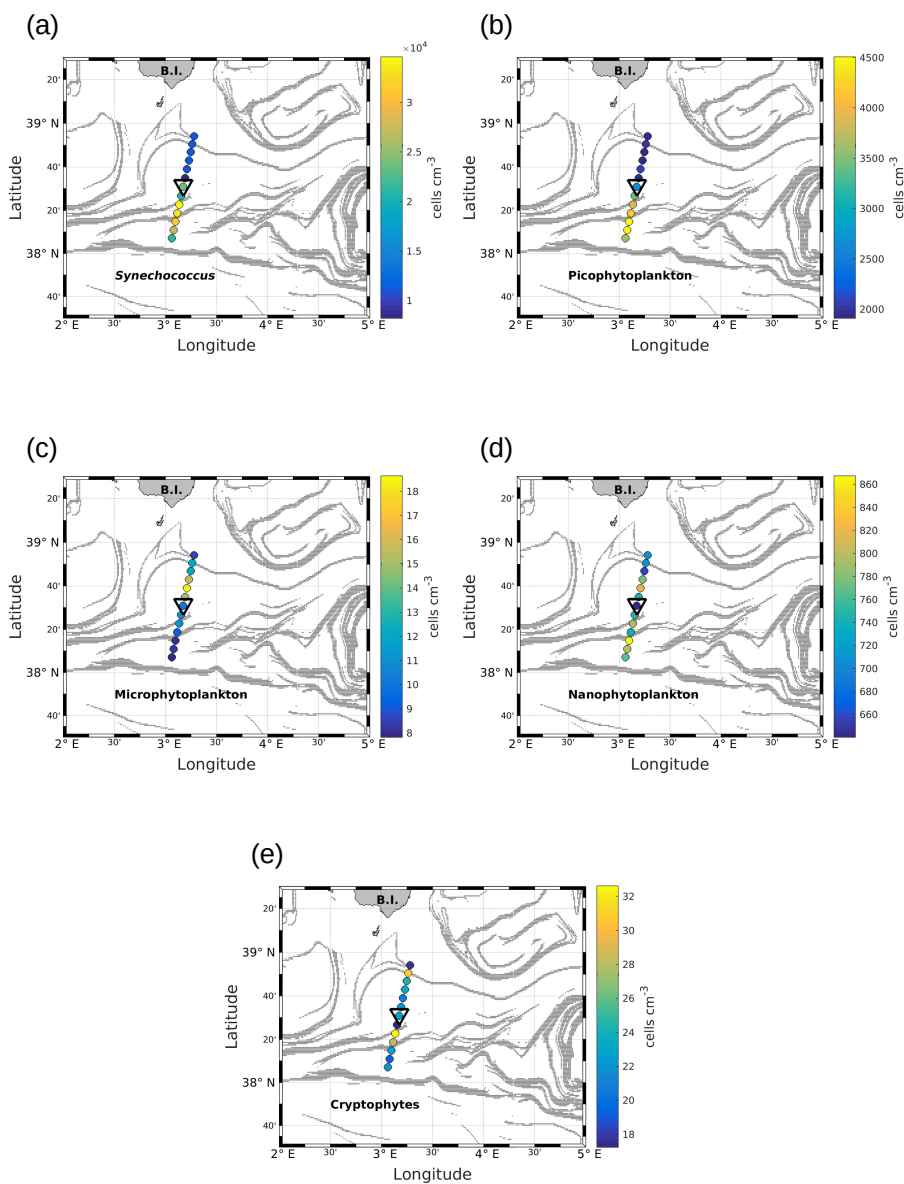 (a)
×10⁴
B.I.
20'
39° N
40'
20'
38° N
40'
Latitude
Synechococcus
2° E
30'
3° E
30'
4° E
30'
5° E
Longitude
3
2
1
cells cm⁻³
(b)
B.I.
20'
39° N
40'
20'
38° N
40'
Latitude
Picophytoplankton
2° E
30'
3° E
30'
4° E
30'
5° E
Longitude
4500
4000
3500
3000
2500
2000
cells cm⁻³
(c)
B.I.
20'
39° N
40'
20'
38° N
40'
Latitude
Microphytoplankton
2° E
30'
3° E
30'
4° E
30'
5° E
Longitude
18
17
16
15
14
13
12
11
10
9
8
cells cm⁻³
(d)
B.I.
20'
39° N
40'
20'
38° N
40'
Latitude
Nanophytoplankton
2° E
30'
3° E
30'
4° E
30'
5° E
Longitude
860
840
820
800
780
760
740
720
700
680
660
cells cm⁻³
(e)
B.I.
20'
39° N
40'
20'
38° N
40'
Latitude
Cryptophytes
2° E
30'
3° E
30'
4° E
30'
5° E
Longitude
32
30
28
26
24
22
20
18
cells cm⁻³